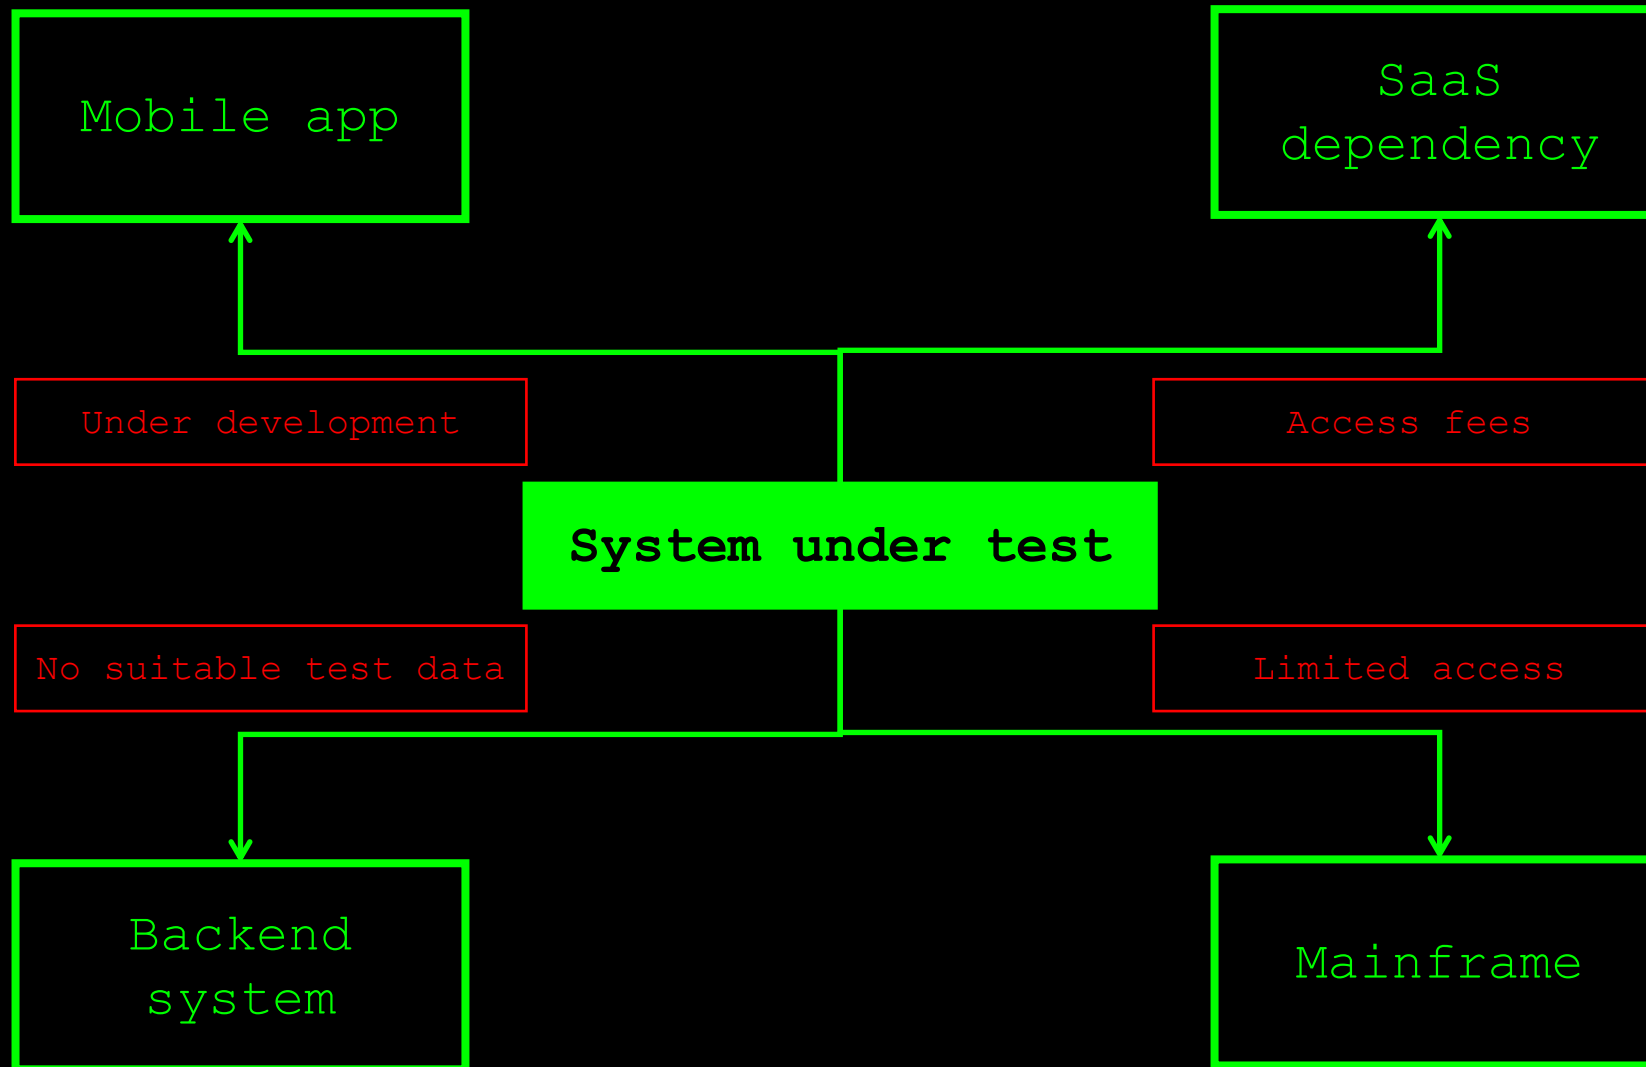 Mobile app
SaaS
dependency
Under development
Access fees
System under test
No suitable test data
Limited access
Backend
system
Mainframe